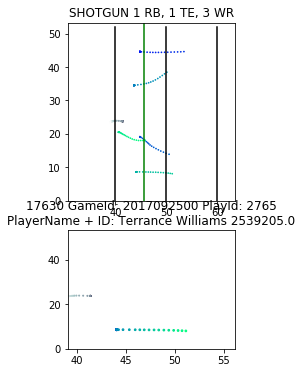 SHOTGUN 1 RB, 1 TE, 3 WR
50
40
30
20
10
0
40 50 60
17630 GameId: 2017092500 PlayId: 2765
PlayerName + ID: Terrance Williams 2539205.0
40
20
0
40 45 50 55